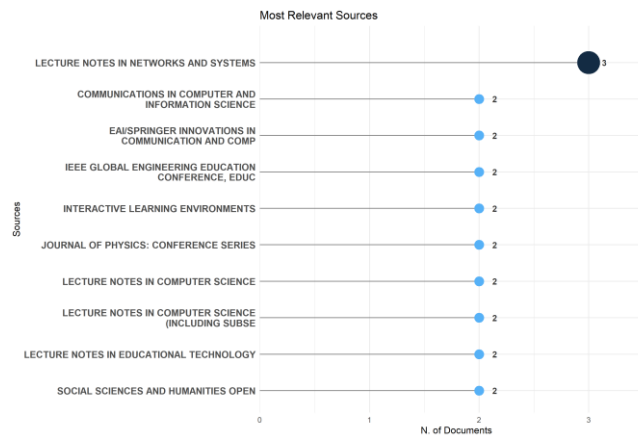 Most Relevant Sources
LECTURE NOTES IN NETWORKS AND SYSTEMS
3
COMMUNICATIONS IN COMPUTER AND
INFORMATION SCIENCE
2
EAI/SPRINGER INNOVATIONS IN
COMMUNICATION AND COMP
2
IEEE GLOBAL ENGINEERING EDUCATION
CONFERENCE, EDUC
2
INTERACTIVE LEARNING ENVIRONMENTS
2
JOURNAL OF PHYSICS: CONFERENCE SERIES
2
LECTURE NOTES IN COMPUTER SCIENCE
2
LECTURE NOTES IN COMPUTER SCIENCE
(INCLUDING SUBSE
2
LECTURE NOTES IN EDUCATIONAL TECHNOLOGY
2
SOCIAL SCIENCES AND HUMANITIES OPEN
2
Sources
0 1 2 3
N. of Documents